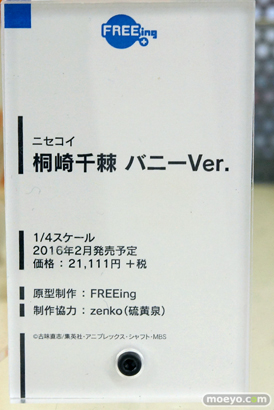 FREEing
ニセコイ
桐崎千棘 バニーVer.
1/4スケール
2016年2月発売予定
価格：21,111円 +税
原型制作：FREEing
制作協力：zenko(硫黄泉)
©古味直志/集英社・アニプレックス・シャフト・MBS
moeyo.com